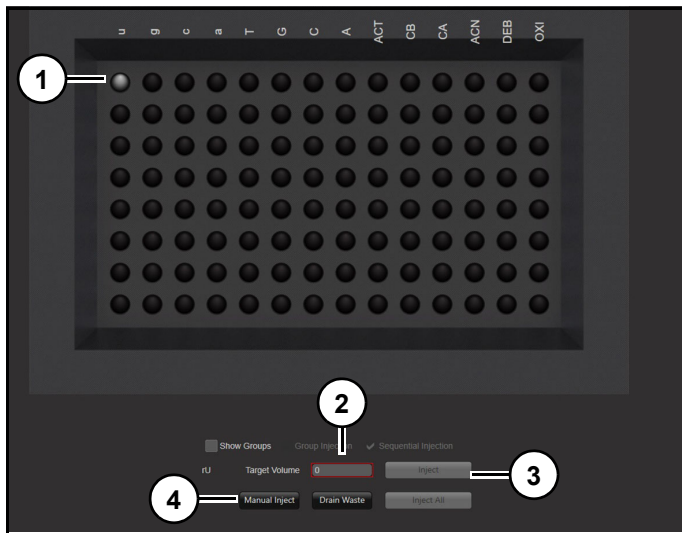 u g c a T G C A ACT CB CA ACN DEB OXI
1
2
Show Groups Group Injection Sequential Injection
rU Target Volume 0 Inject
3
4
Manual Inject Drain Waste Inject All